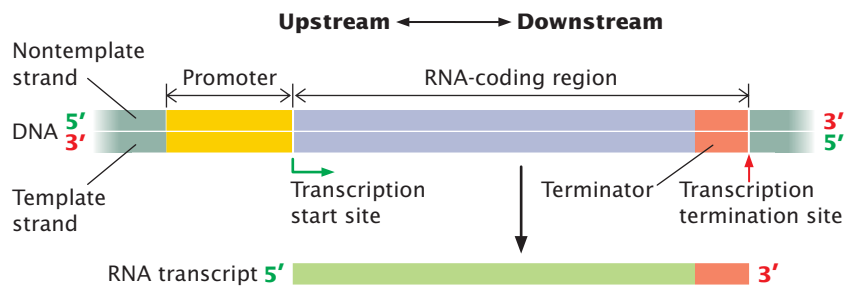 Upstream Downstream
Nontemplate
strand
Promoter
RNA-coding region
DNA 5′ 3′
3′ 5′
Template
strand
Transcription
start site
Terminator
Transcription
termination site
RNA transcript 5′ 3′